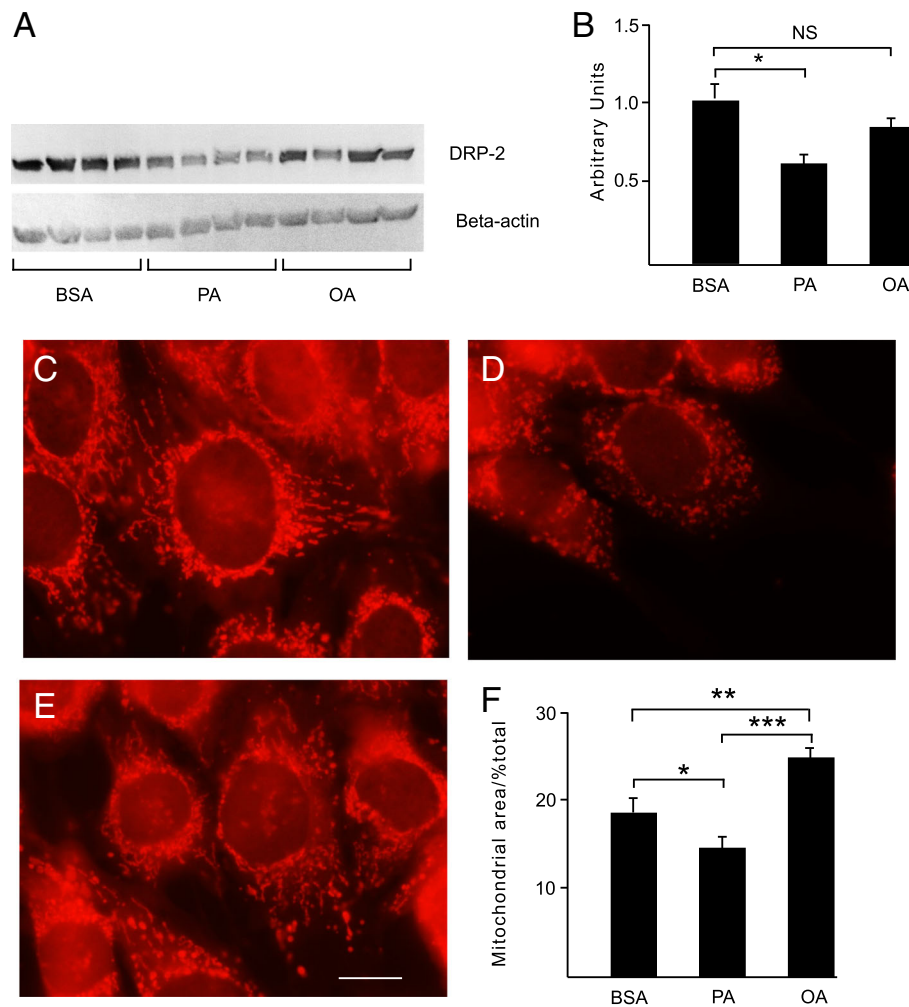 A
DRP-2
Beta-actin
BSA PA OA
B
1.5
1.0
0.5
Arbitrary Units
NS
*
BSA PA OA
C
D
E
F
30
20
10
Mitochondrial area/%total
**
***
*
BSA PA OA